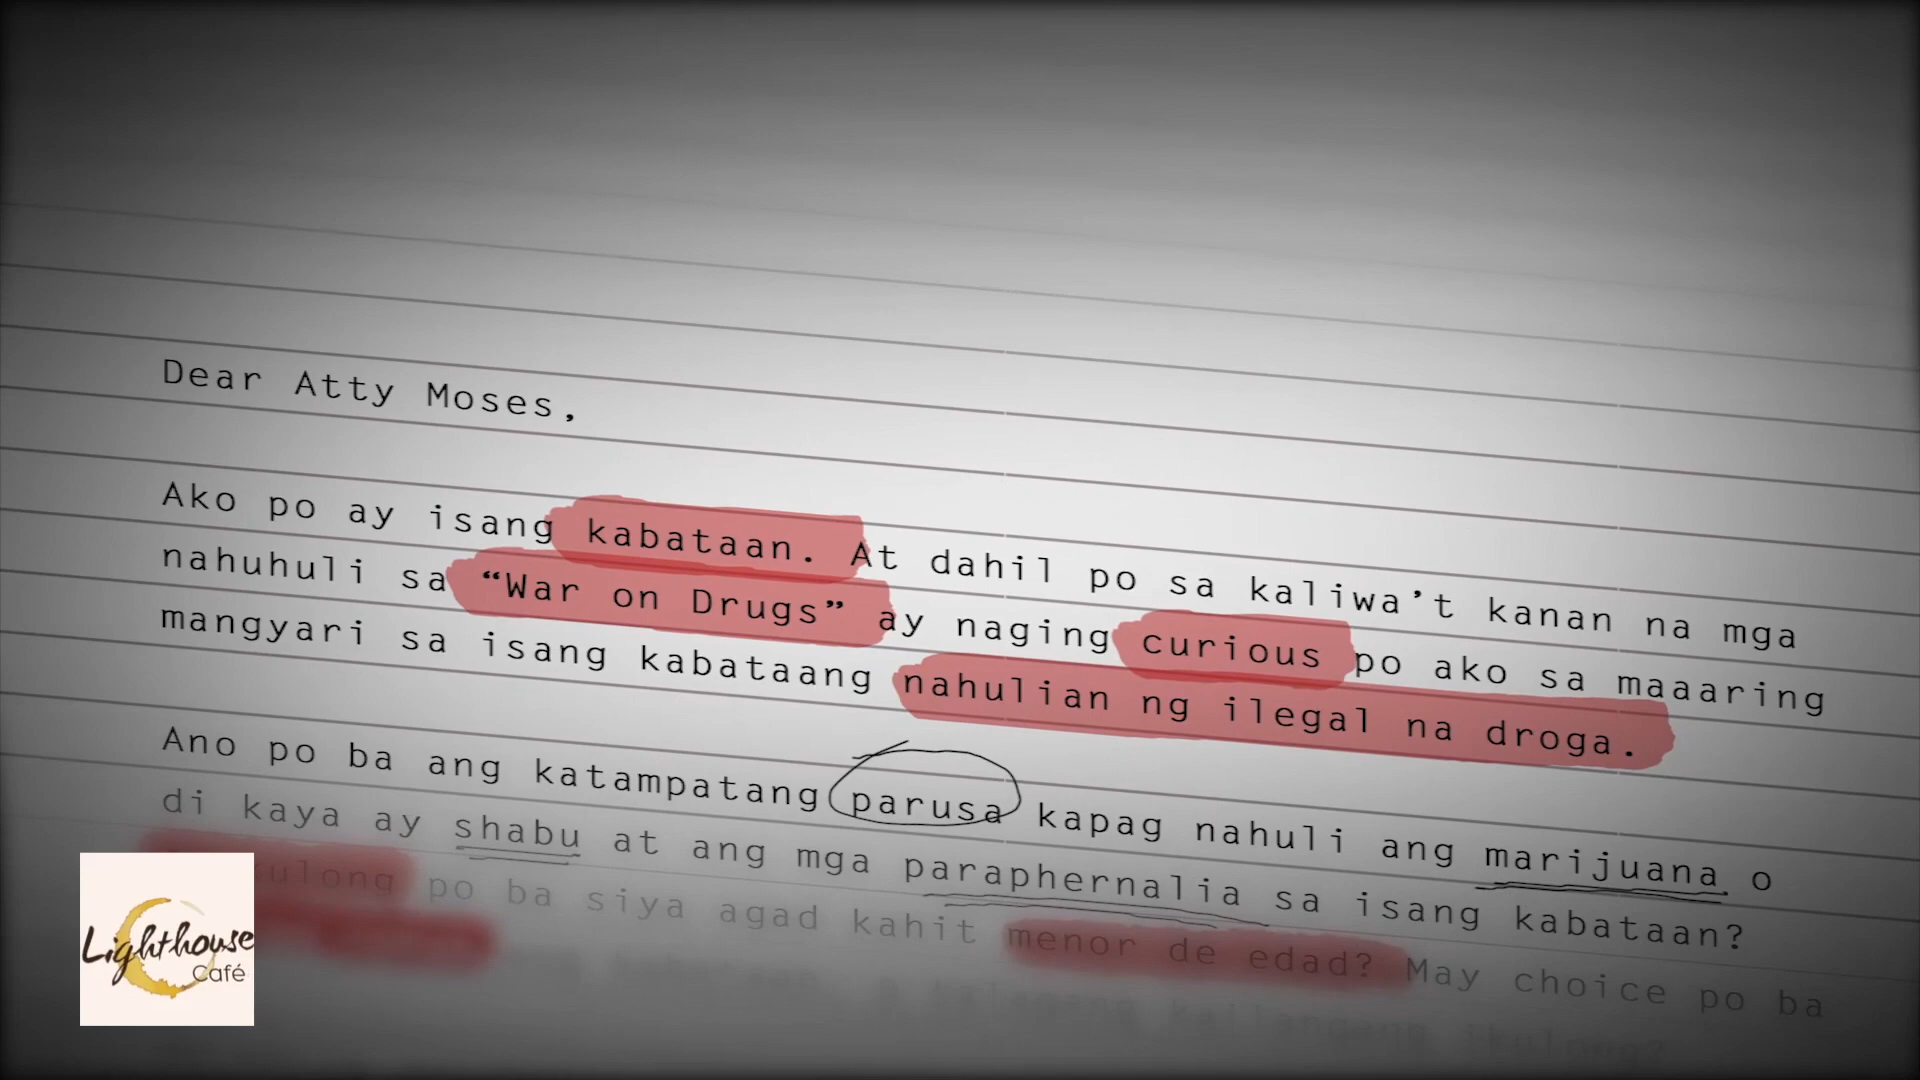 Dear Atty Moses,
Ako po ay isang kabataan. At dahil po sa kaliwa’t kanan na mga
nahuhuli sa “War on Drugs” ay naging curious po ako sa maaaring
mangyari sa isang kabataang nahulian ng ilegal na droga.
Ano po ba ang katampatang parusa kapag nahuli ang marijuana o
di kaya ay shabu at ang mga paraphernalia sa isang kabataan?
po ba siya agad kahit menor de edad? May choice po ba
Lighthouse
Café